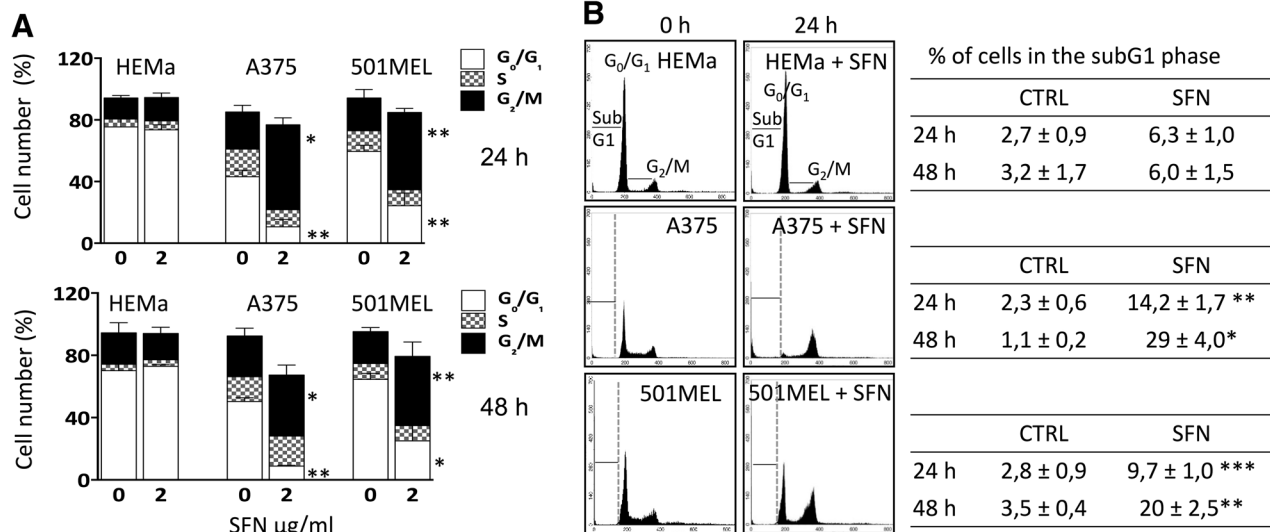 A
120
80
40
0
Cell number (%)
HEMa
A375
501MEL
0 2 0 2 0 2
*
**
**
**
G₀/G₁
S
G₂/M
24 h
120
80
40
0
Cell number (%)
HEMa
A375
501MEL
0 2 0 2 0 2
*
**
**
*
G₀/G₁
S
G₂/M
48 h
SFN µg/ml
B
0 h
24 h
G₀/G₁ HEMa
Sub
G1
G₂/M
HEMa + SFN
G₀/G₁
Sub
G1
G₂/M
A375
A375 + SFN
501MEL
501MEL + SFN
% of cells in the subG1 phase
CTRL SFN
24 h 2,7 ± 0,9 6,3 ± 1,0
48 h 3,2 ± 1,7 6,0 ± 1,5
CTRL SFN
24 h 2,3 ± 0,6 14,2 ± 1,7 **
48 h 1,1 ± 0,2 29 ± 4,0*
CTRL SFN
24 h 2,8 ± 0,9 9,7 ± 1,0 ***
48 h 3,5 ± 0,4 20 ± 2,5**